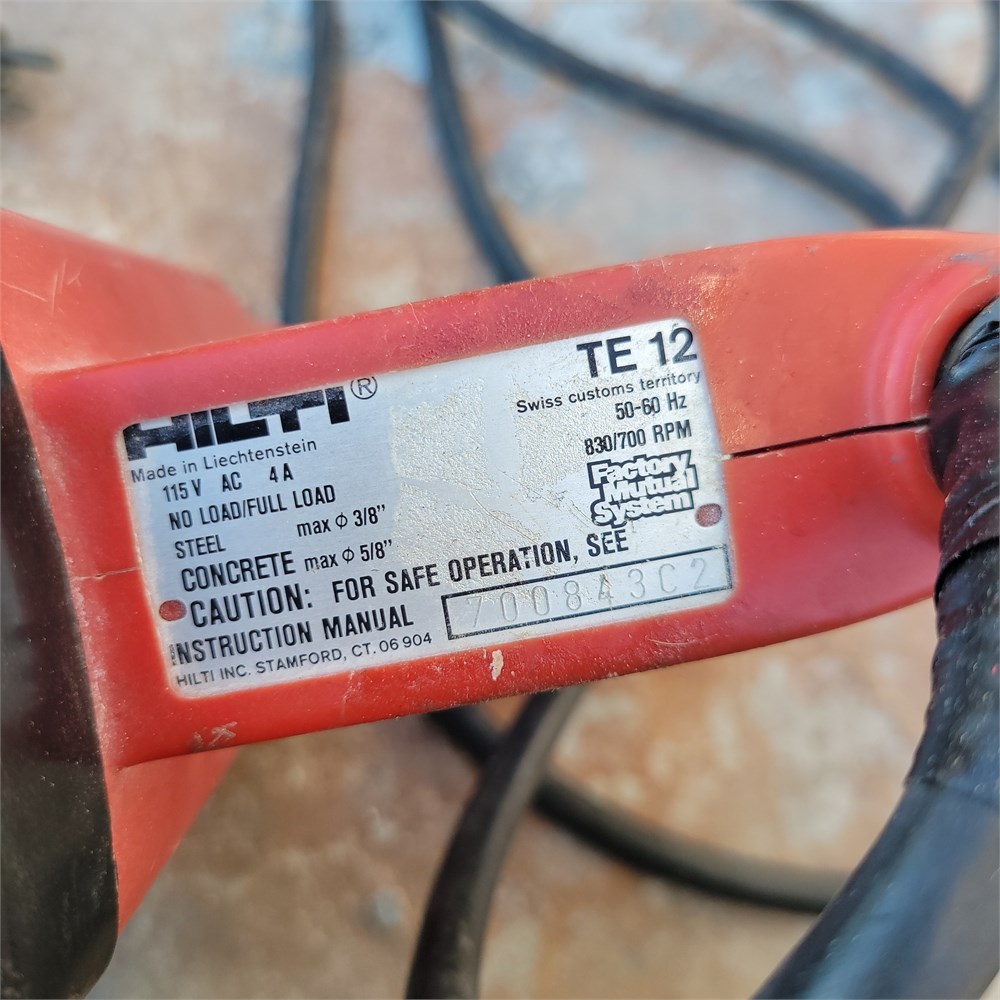 HILTI®
TE 12
Made in Liechtenstein
Swiss customs territory
115 V AC 4 A
50-60 Hz
NO LOAD/FULL LOAD
830/700 RPM
STEEL max ϕ 3/8"
CONCRETE max ϕ 5/8"
Factory
Mutual
System
CAUTION: FOR SAFE OPERATION, SEE
INSTRUCTION MANUAL
700843C2
HILTI INC. STAMFORD, CT. 06 904